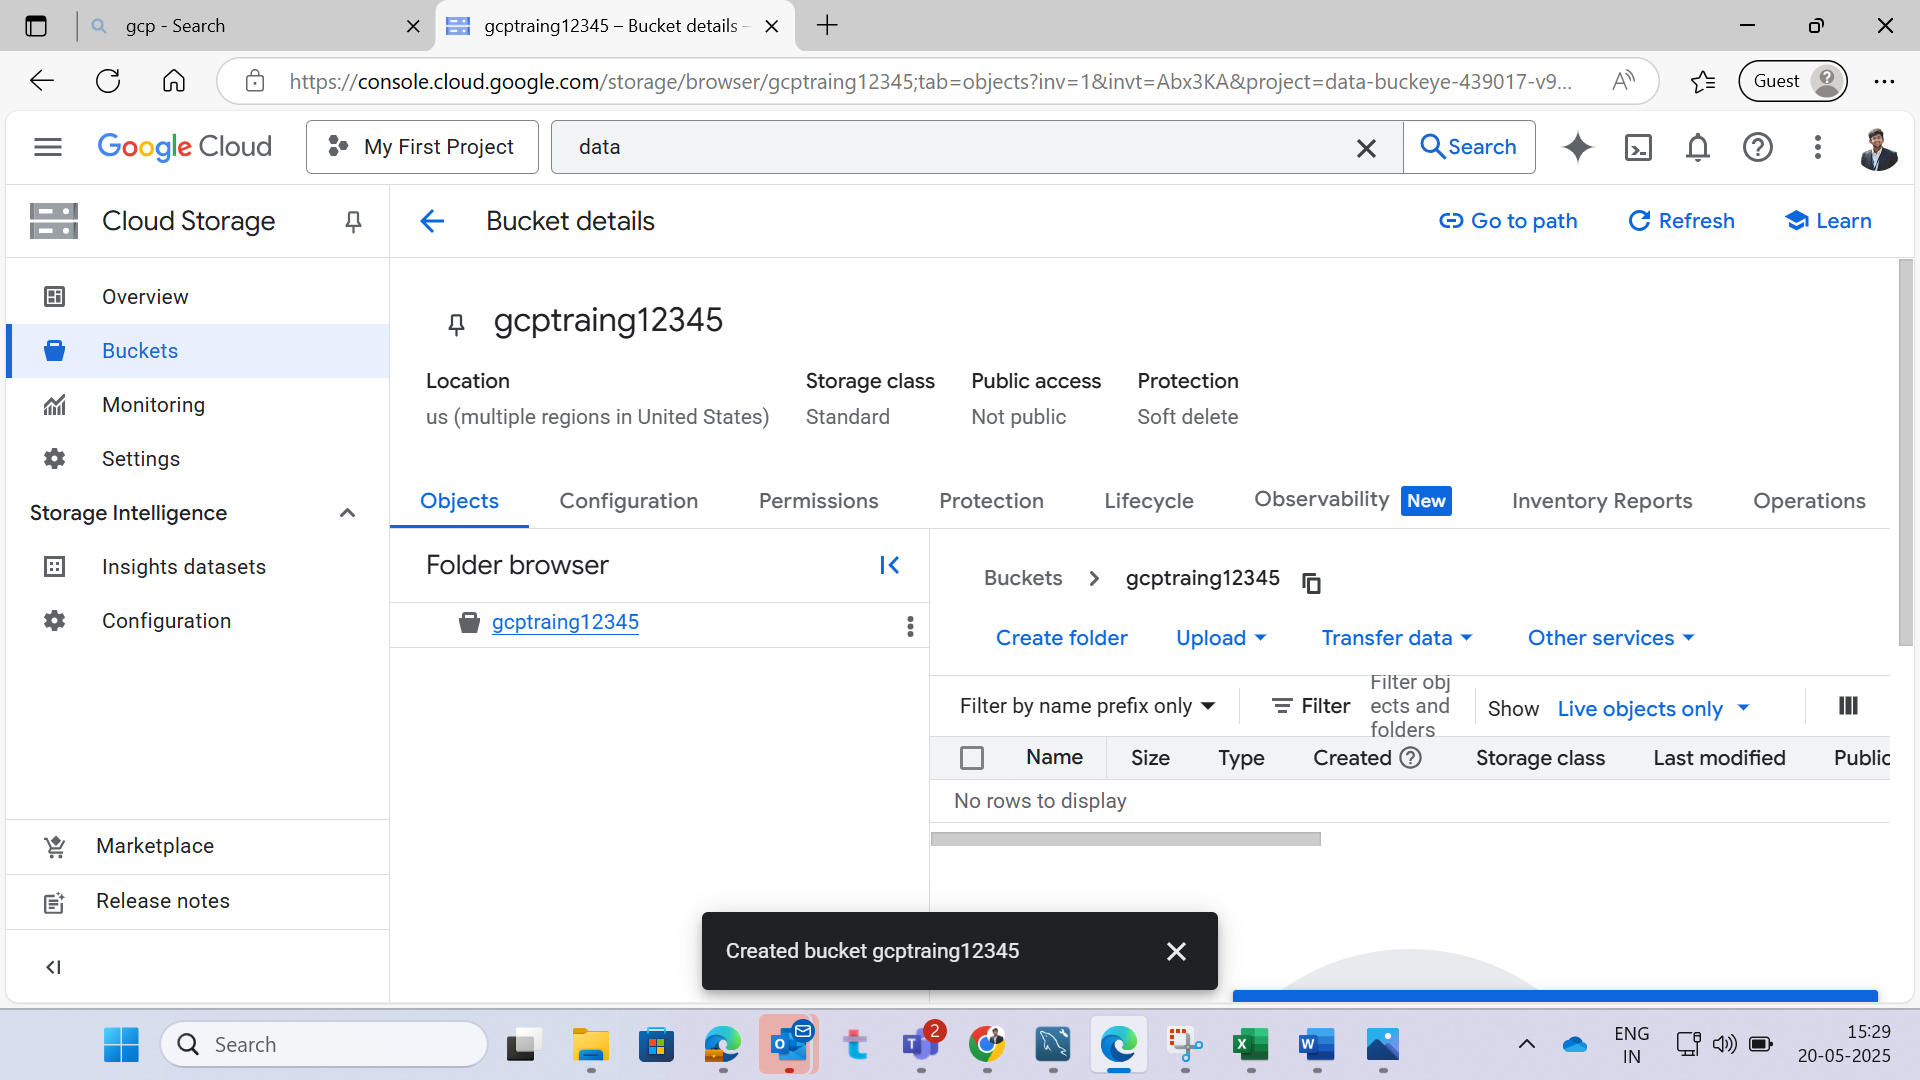 gcp - Search
gcptraing12345 – Bucket details –
https://console.cloud.google.com/storage/browser/gcptraing12345;tab=objects?inv=1&invt=Abx3KA&project=data-buckeye-439017-v9...
Guest
Google Cloud
My First Project
data
Search
Cloud Storage
Bucket details
Go to path
Refresh
Learn
Overview
Buckets
Monitoring
Settings
Storage Intelligence
Insights datasets
Configuration
Marketplace
Release notes
gcptraing12345
Location
Storage class
Public access
Protection
us (multiple regions in United States)
Standard
Not public
Soft delete
Objects
Configuration
Permissions
Protection
Lifecycle
Observability New
Inventory Reports
Operations
Folder browser
gcptraing12345
Buckets > gcptraing12345
Create folder
Upload
Transfer data
Other services
Filter by name prefix only
Filter
Filter obj
ects and
folders
Show Live objects only
Name
Size
Type
Created
Storage class
Last modified
Public
No rows to display
Created bucket gcptraing12345
Search
2
ENG
IN
15:29
20-05-2025